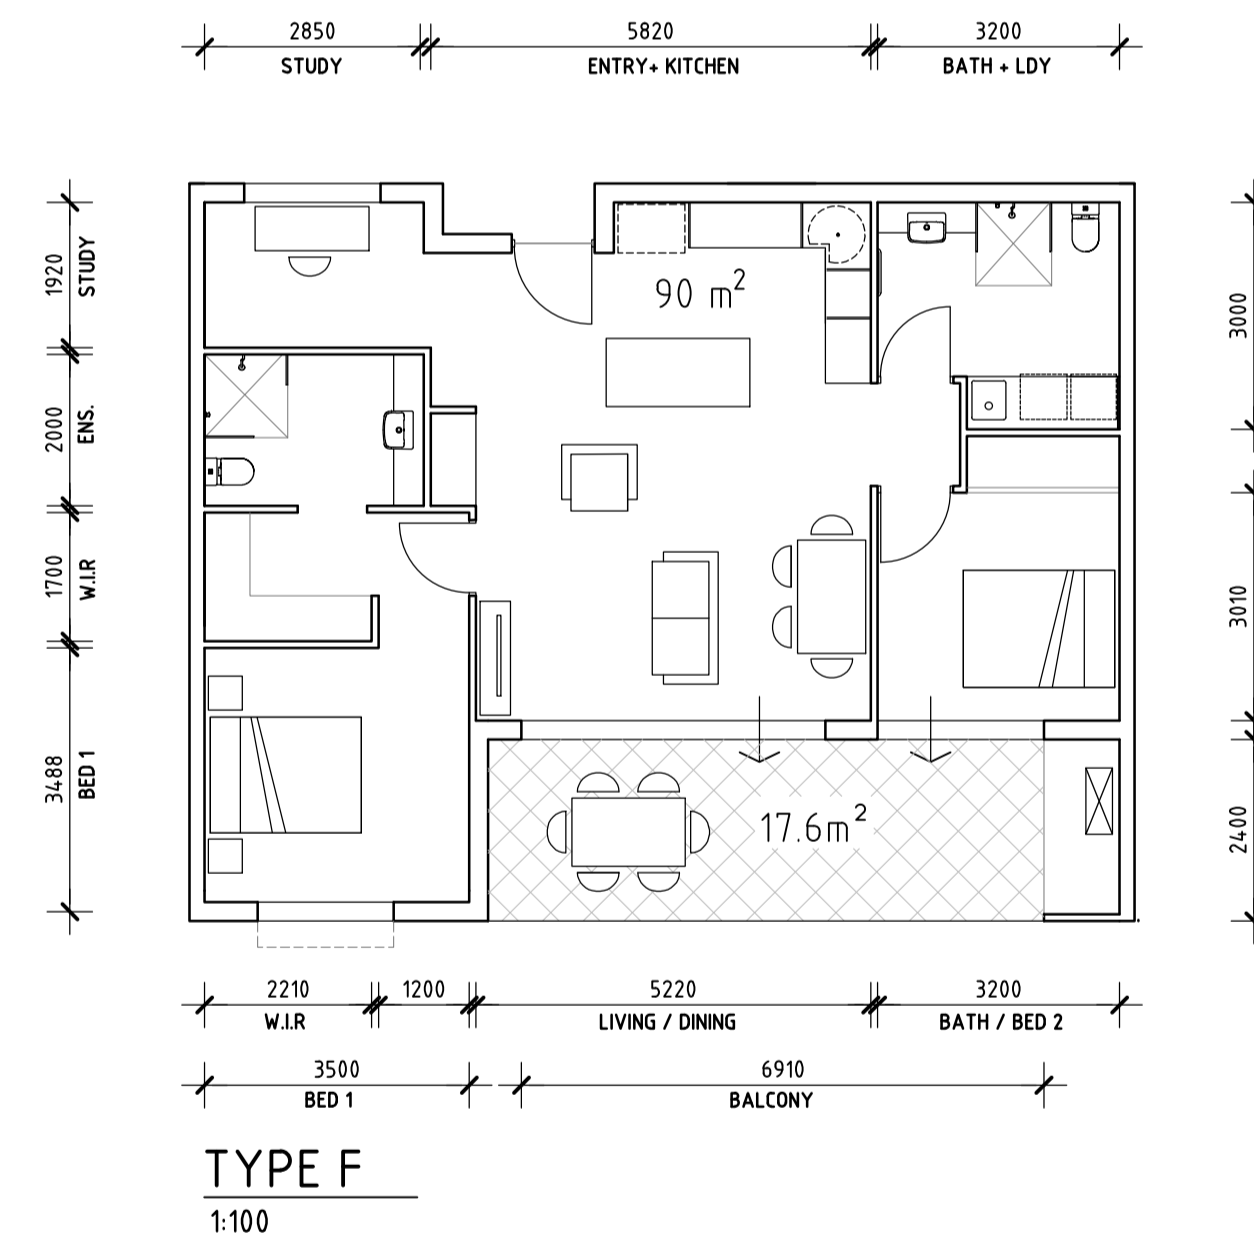 2850
5820
3200
STUDY
ENTRY+ KITCHEN
BATH + LDY
1920
STUDY
2000
ENS.
1700
W.I.R
3488
BED 1
90 m²
17.6m²
3000
3010
2400
2210
1200
5220
3200
W.I.R
LIVING / DINING
BATH / BED 2
3500
6910
BED 1
BALCONY
TYPE F
1:100